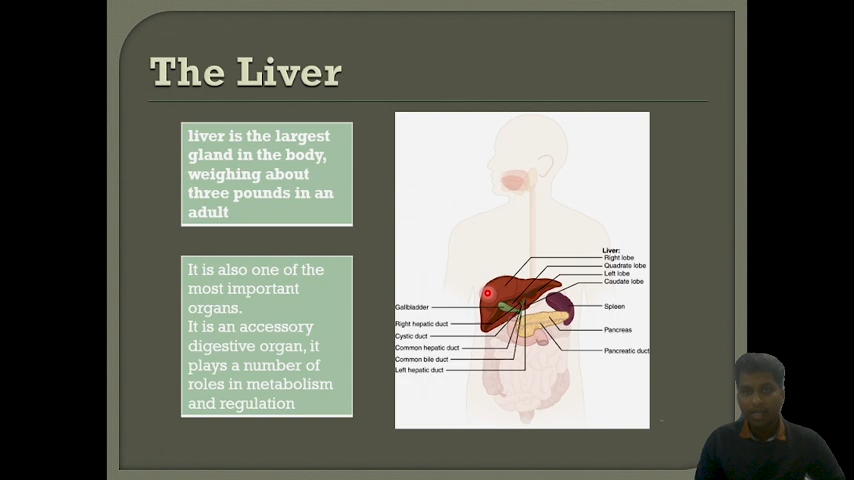 The Liver
liver is the largest
gland in the body,
weighing about
three pounds in an
adult
It is also one of the
most important
organs.
It is an accessory
digestive organ, it
plays a number of
roles in metabolism
and regulation
Liver:
Right lobe
Quadrate lobe
Left lobe
Caudate lobe
Spleen
Pancreas
Pancreatic duct
Gallbladder
Right hepatic duct
Cystic duct
Common hepatic duct
Common bile duct
Left hepatic duct